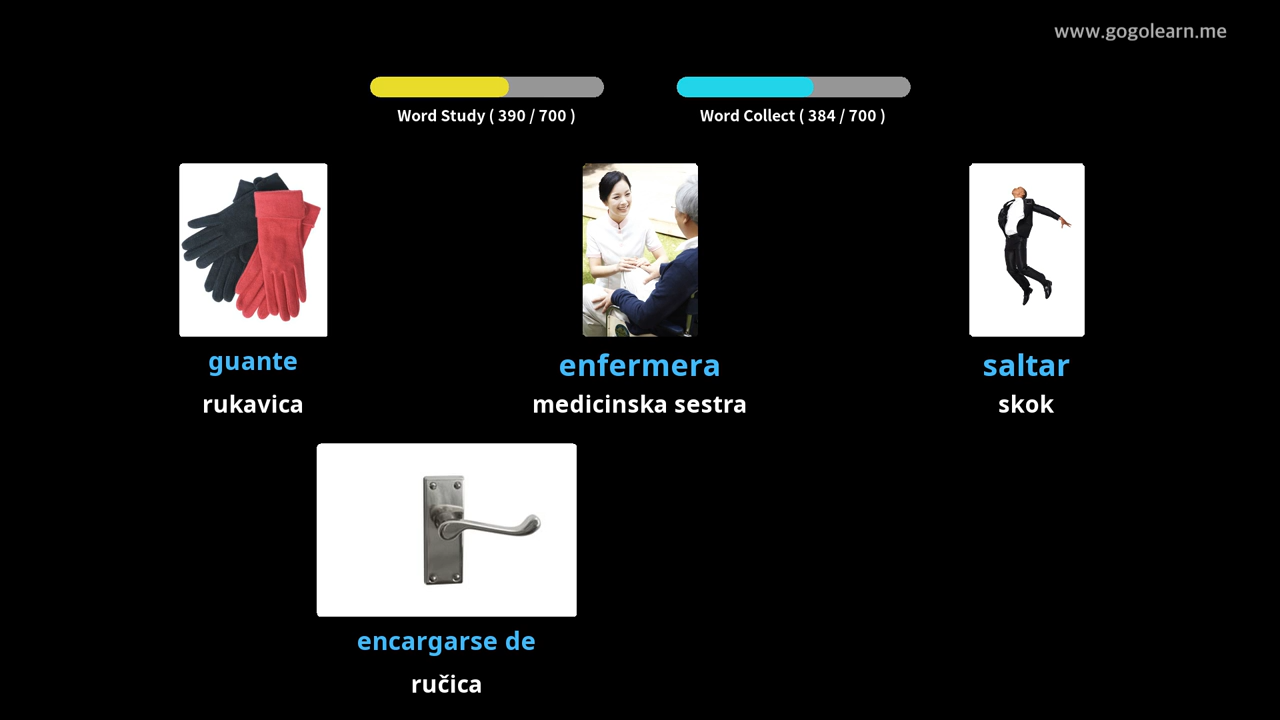 www.gogolearn.me
Word Study ( 390 / 700 )
Word Collect ( 384 / 700 )
guante
rukavica
enfermera
medicinska sestra
saltar
skok
encargarse de
ručica